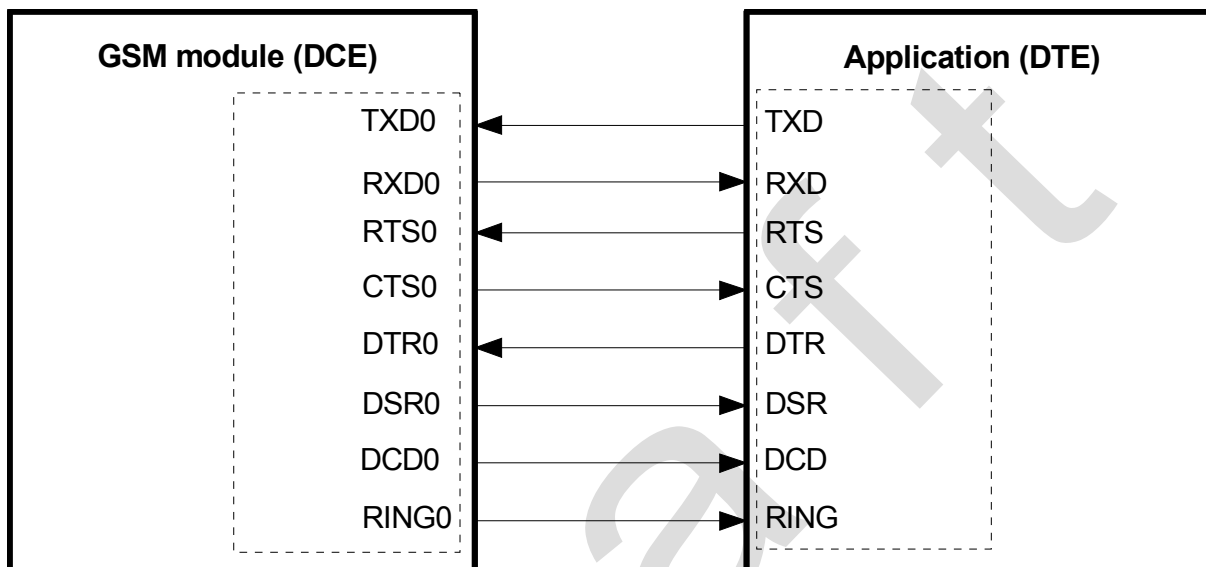 GSM module (DCE) Application (DTE)
TXD0 TXD
RXD0 RXD
RTS0 RTS
CTS0 CTS
DTR0 DTR
DSR0 DSR
DCD0 DCD
RING0 RING
a f t